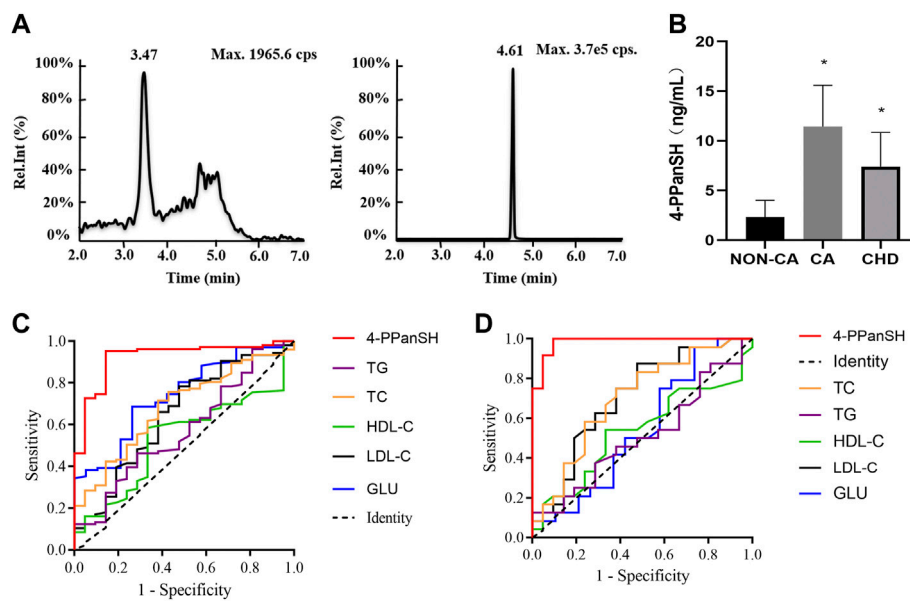 A
3.47
Max. 1965.6 cps
100%
80%
60%
40%
20%
0%
Rel.Int (%)
2.0 3.0 4.0 5.0 6.0 7.0
Time (min)
4.61
Max. 3.7e5 cps.
100%
80%
60%
40%
20%
0%
Rel.Int (%)
2.0 3.0 4.0 5.0 6.0 7.0
Time (min)
B
20
15
10
5
0
4-PPanSH（ng/mL）
*
*
NON-CA CA CHD
C
1.0
0.8
0.6
0.4
0.2
0.0
Sensitivity
0.0 0.2 0.4 0.6 0.8 1.0
1 - Specificity
4-PPanSH
TG
TC
HDL-C
LDL-C
GLU
Identity
D
1.0
0.8
0.6
0.4
0.2
0.0
Sensitivity
0.0 0.2 0.4 0.6 0.8 1.0
1 - Specificity
4-PPanSH
Identity
TC
TG
HDL-C
LDL-C
GLU